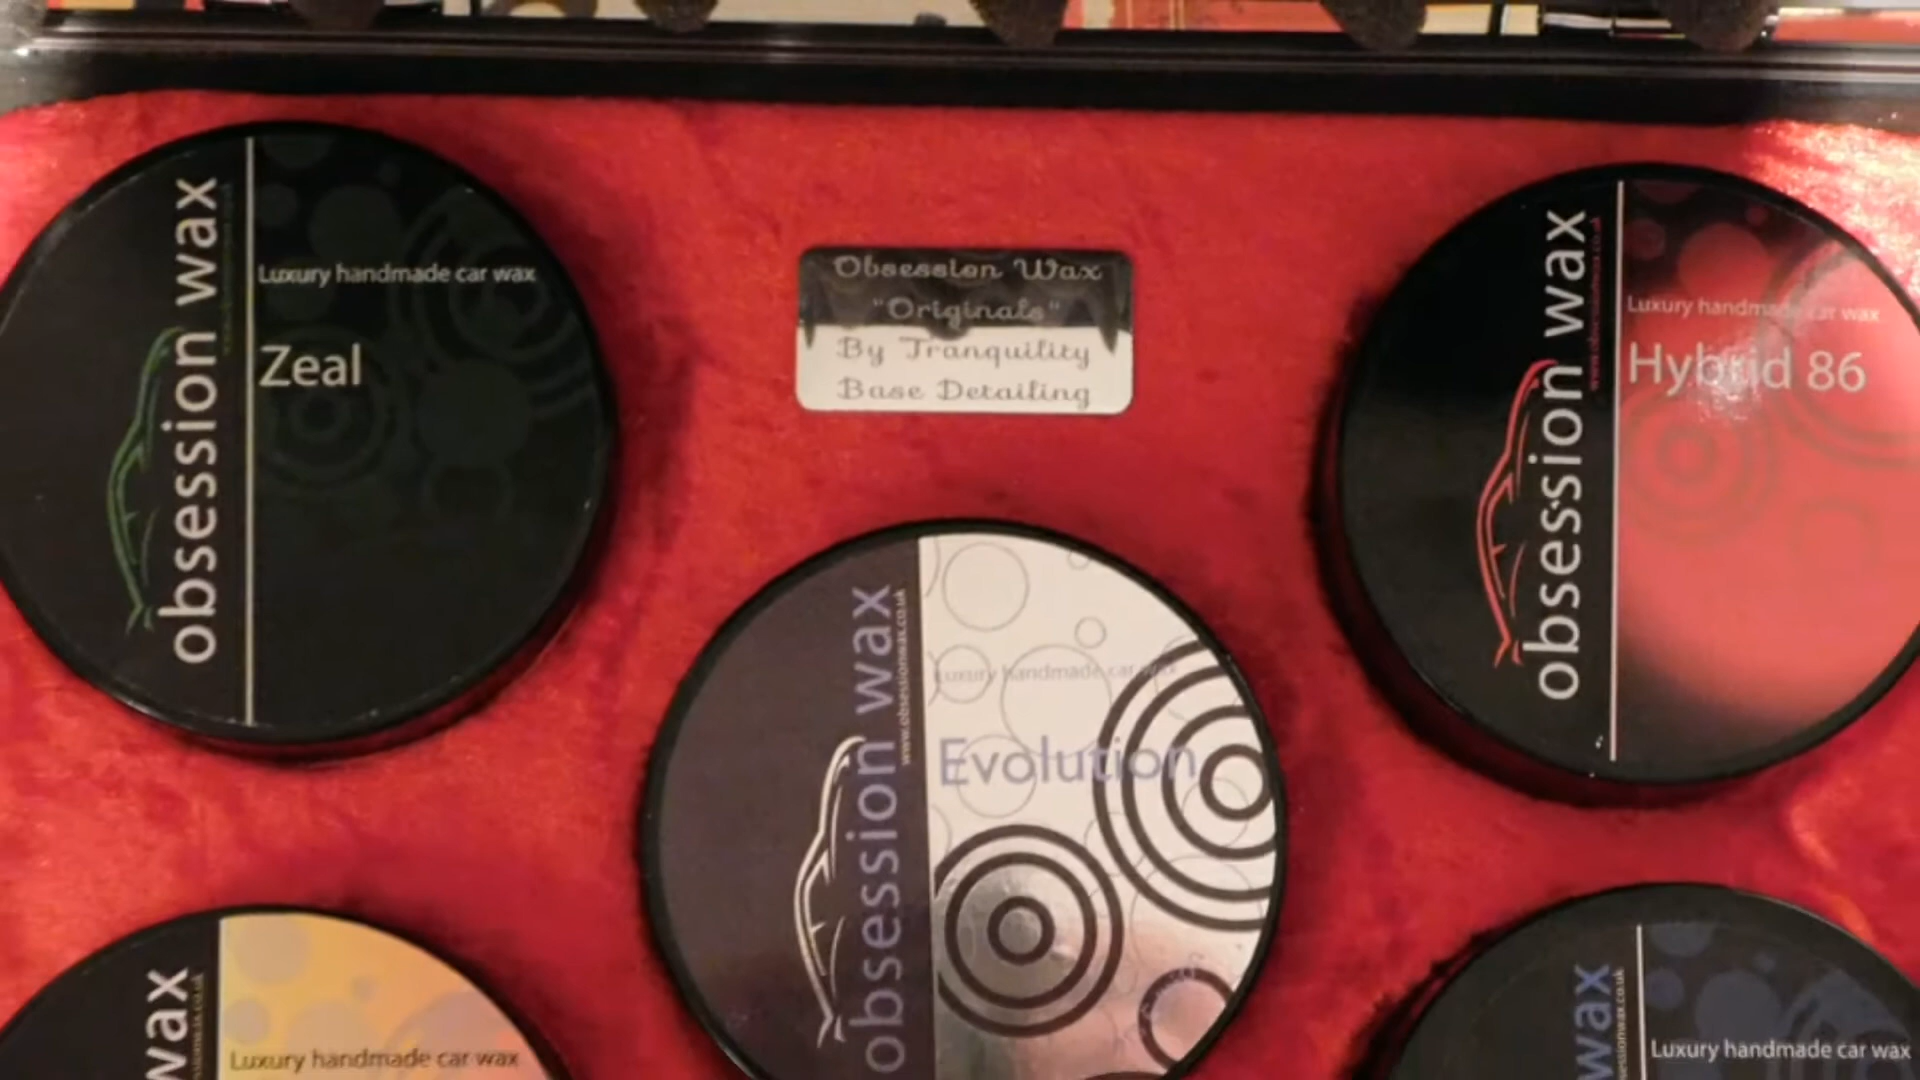 obsession wax
Luxury handmade car wax
Zeal
Obsession Wax
"Originals"
By Tranquility
Base Detailing
obsession wax
Luxury handmade car wax
Hybrid 86
obsession wax
www.obsessionwax.co.uk
Luxury handmade car wax
Evolution
wax
Luxury handmade car wax
wax
Luxury handmade car wax